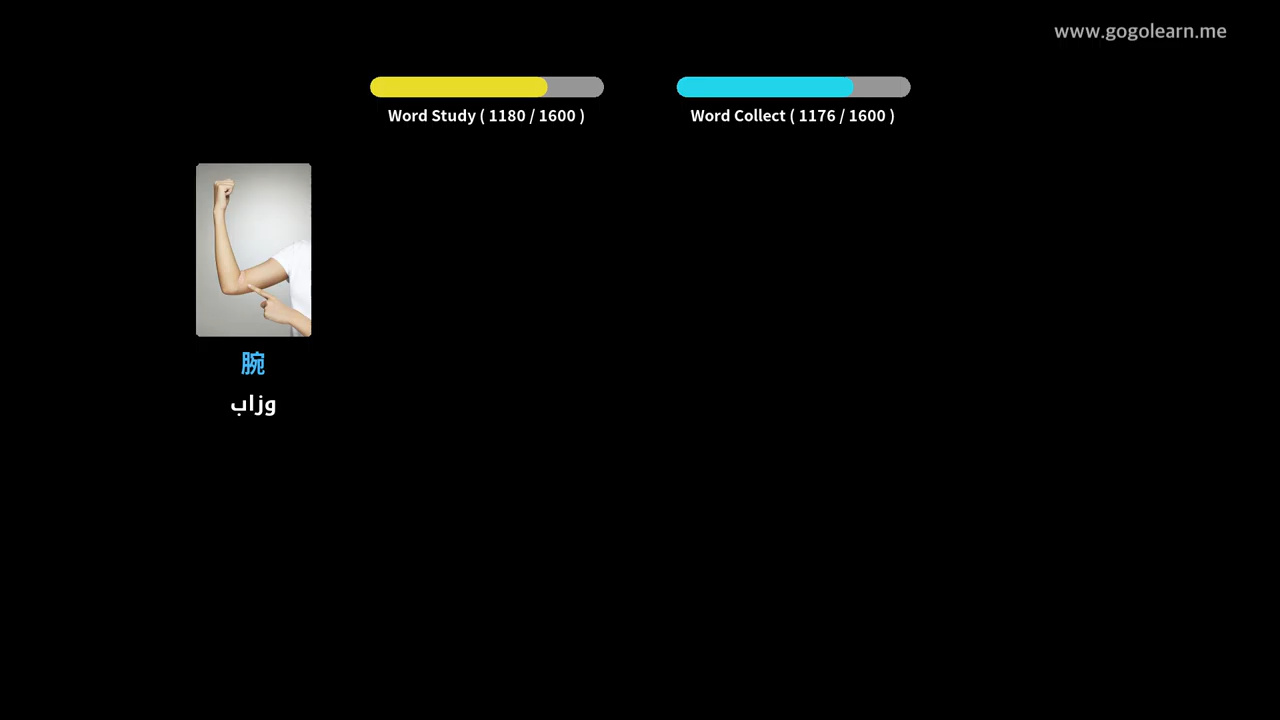 www.gogolearn.me
Word Study ( 1180 / 1600 )
Word Collect ( 1176 / 1600 )
腕
وزاب